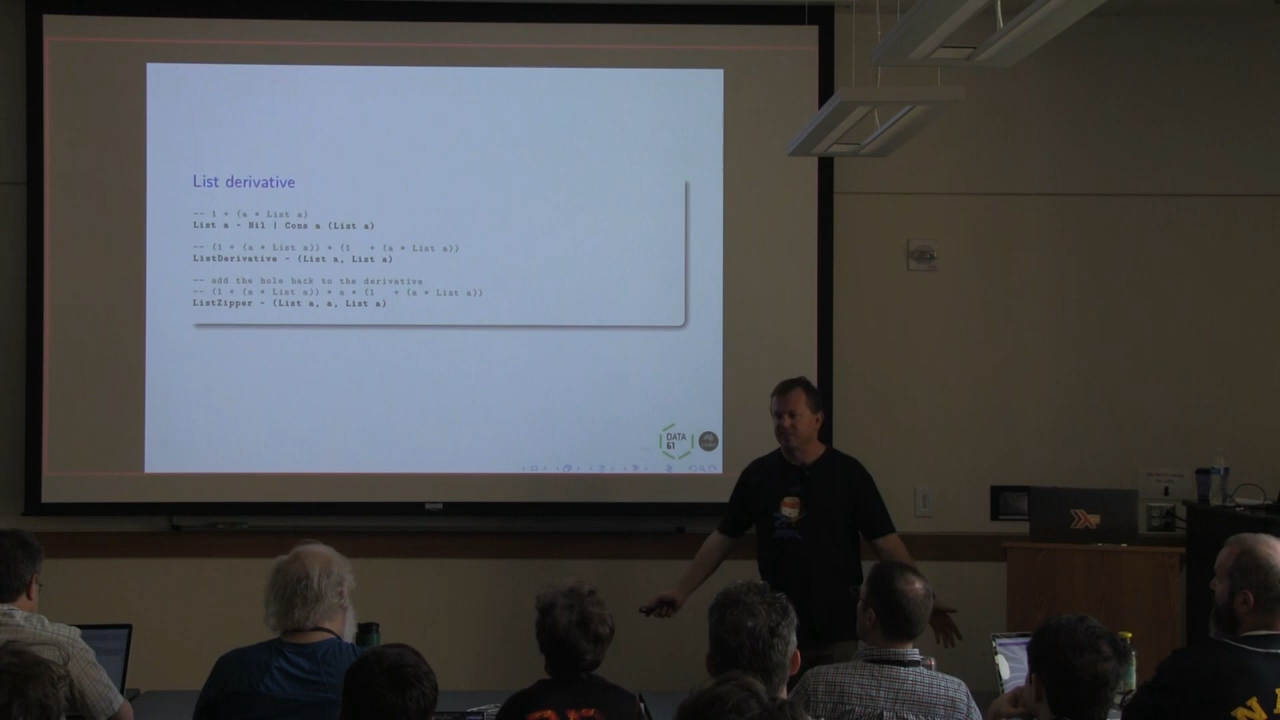 List derivative
-- 1 + (a * List a)
List a = Nil | Cons a (List a)
-- (1 + (a * List a)) * (1 + (a * List a))
ListDerivative = (List a, List a)
-- add the hole back to the derivative
-- (1 + (a * List a)) * a * (1 + (a * List a))
ListZipper = (List a, a, List a)
DATA
61